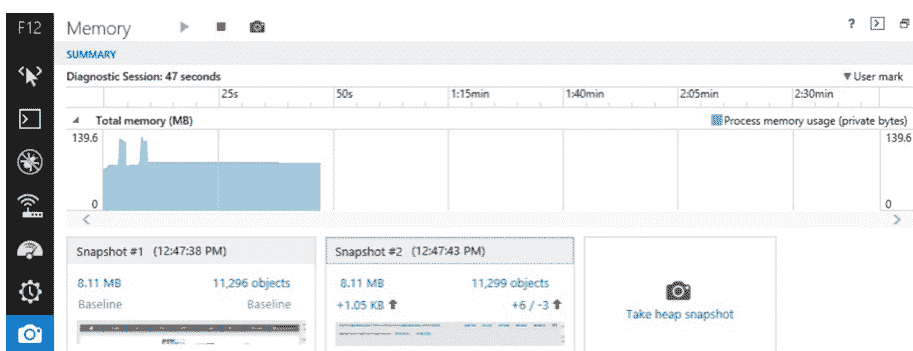 F12 Memory ?
SUMMARY
Diagnostic Session: 47 seconds User mark
25s 50s 1:15min 1:40min 2:05min 2:30min
Total memory (MB) Process memory usage (private bytes)
139.6 139.6
0 0
Snapshot #1 (12:47:38 PM) Snapshot #2 (12:47:43 PM)
8.11 MB 11,296 objects 8.11 MB 11,299 objects
Baseline Baseline +1.05 KB +6 / -3
Take heap snapshot